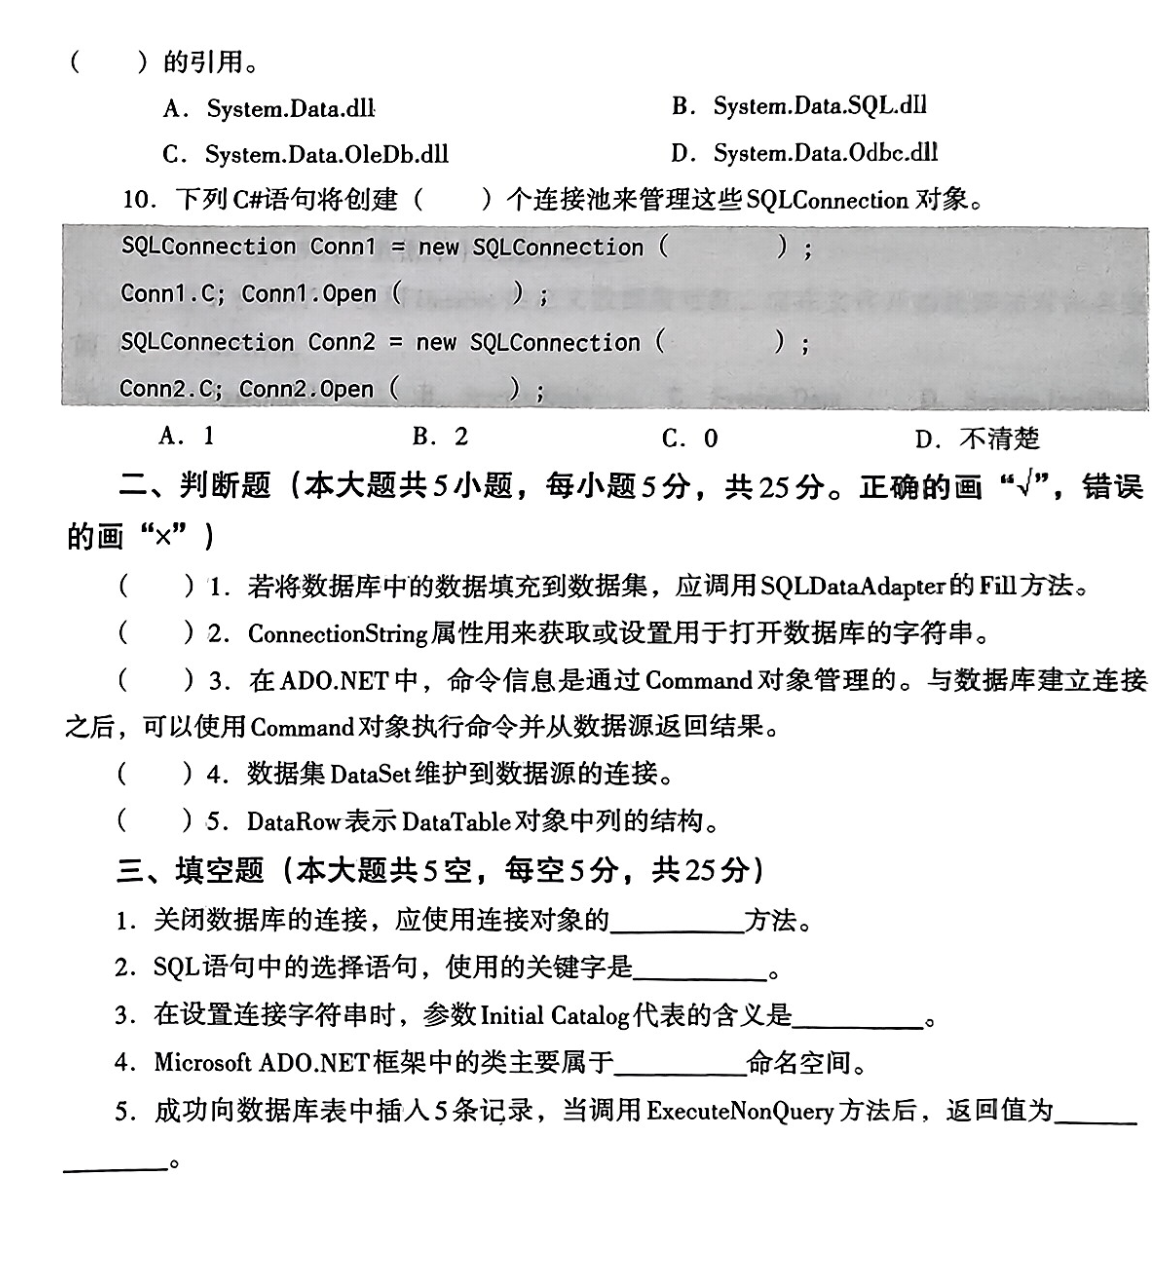 （　　）的引用。
A．System.Data.dll　　B．System.Data.SQL.dll
C．System.Data.OleDb.dll　　D．System.Data.Odbc.dll
10．下列C#语句将创建（　　）个连接池来管理这些SQLConnection 对象。
SQLConnection Conn1 = new SQLConnection (　　) ;
Conn1.C; Conn1.Open (　　) ;
SQLConnection Conn2 = new SQLConnection (　　) ;
Conn2.C; Conn2.Open (　　) ;
A．1　　B．2　　C．0　　D．不清楚
二、判断题（本大题共5小题，每小题5分，共25分。正确的画“√”，错误
的画“×”）
（　　）1．若将数据库中的数据填充到数据集，应调用SQLDataAdapter的Fill方法。
（　　）2．ConnectionString属性用来获取或设置用于打开数据库的字符串。
（　　）3．在ADO.NET中，命令信息是通过Command对象管理的。与数据库建立连接
之后，可以使用Command对象执行命令并从数据源返回结果。
（　　）4．数据集DataSet维护到数据源的连接。
（　　）5．DataRow表示DataTable对象中列的结构。
三、填空题（本大题共5空，每空5分，共25分）
1．关闭数据库的连接，应使用连接对象的__________方法。
2．SQL语句中的选择语句，使用的关键字是__________。
3．在设置连接字符串时，参数Initial Catalog代表的含义是__________。
4．Microsoft ADO.NET框架中的类主要属于__________命名空间。
5．成功向数据库表中插入5条记录，当调用ExecuteNonQuery方法后，返回值为______
________。